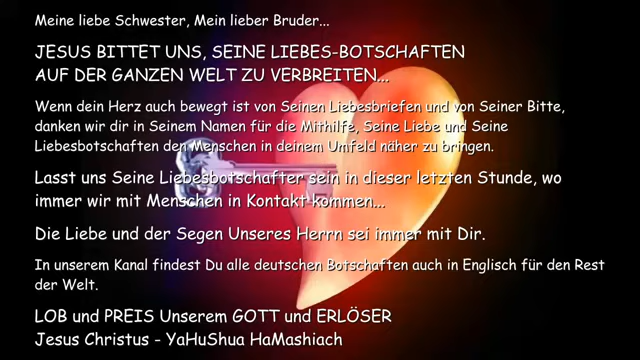 Meine liebe Schwester, Mein lieber Bruder...
JESUS BITTET UNS, SEINE LIEBES-BOTSCHAFTEN
AUF DER GANZEN WELT ZU VERBREITEN...
Wenn dein Herz auch bewegt ist von Seinen Liebesbriefen und von Seiner Bitte,
danken wir dir in Seinem Namen für die Mithilfe, Seine Liebe und Seine
Liebesbotschaften den Menschen in deinem Umfeld näher zu bringen.
Lasst uns Seine Liebesbotschafter sein in dieser letzten Stunde, wo
immer wir mit Menschen in Kontakt kommen...
Die Liebe und der Segen Unseres Herrn sei immer mit Dir.
In unserem Kanal findest Du alle deutschen Botschaften auch in Englisch für den Rest
der Welt.
LOB und PREIS Unserem GOTT und ERLÖSER
Jesus Christus - YaHuShua HaMashiach